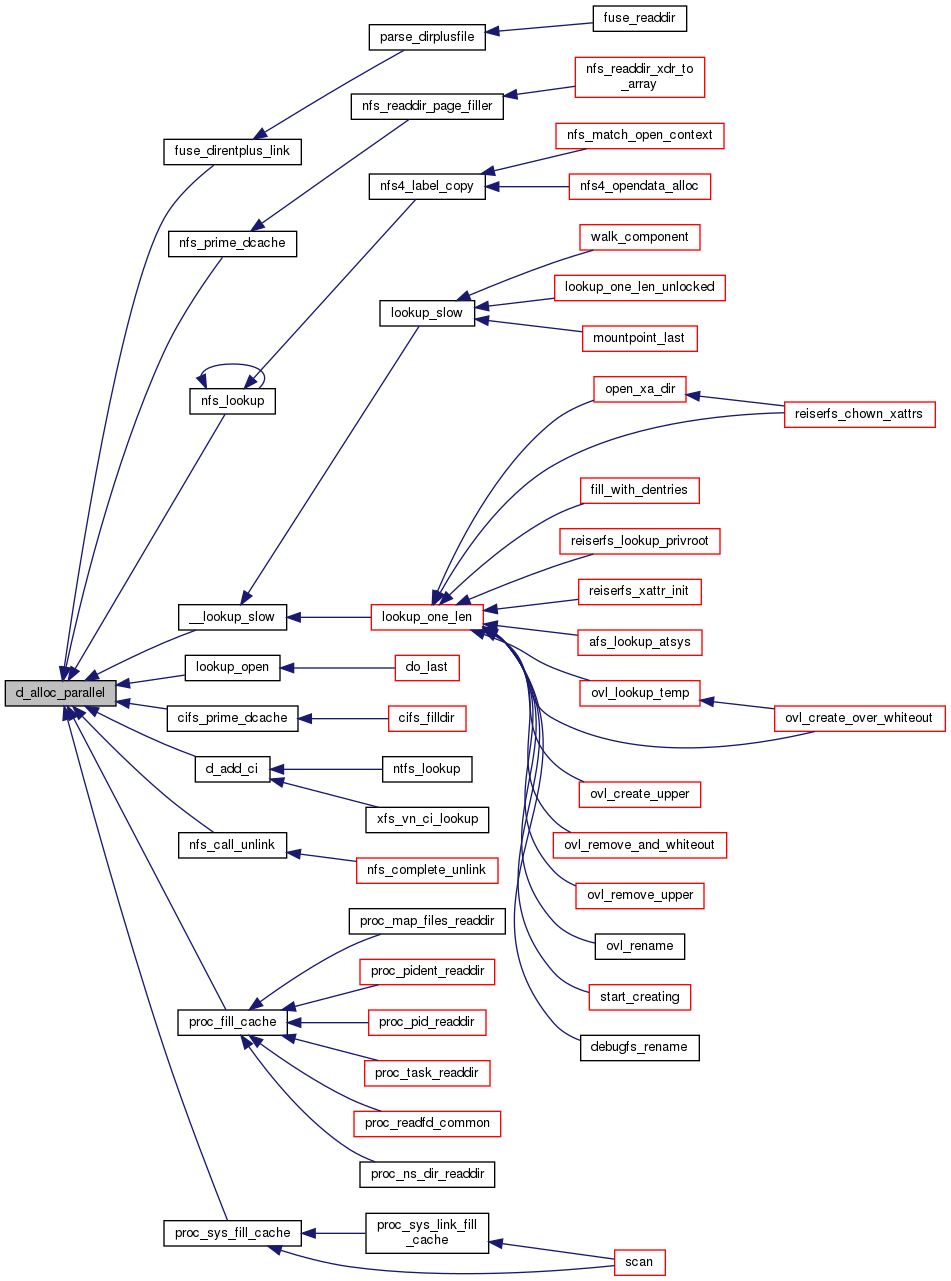 fuse_readdir
parse_dirplusfile
nfs_readdir_xdr_to
_array
nfs_readdir_page_filler
nfs_match_open_context
fuse_direntplus_link
nfs4_label_copy
nfs4_opendata_alloc
walk_component
nfs_prime_dcache
lookup_one_len_unlocked
lookup_slow
mountpoint_last
open_xa_dir
nfs_lookup
reiserfs_chown_xattrs
fill_with_dentries
reiserfs_lookup_privroot
reiserfs_xattr_init
__lookup_slow
lookup_one_len
afs_lookup_atsys
lookup_open
do_last
d_alloc_parallel
ovl_lookup_temp
cifs_prime_dcache
cifs_filldir
ovl_create_over_whiteout
d_add_ci
ntfs_lookup
ovl_create_upper
xfs_vn_ci_lookup
nfs_call_unlink
ovl_remove_and_whiteout
nfs_complete_unlink
ovl_remove_upper
proc_map_files_readdir
ovl_rename
proc_pident_readdir
start_creating
proc_fill_cache
proc_pid_readdir
debugfs_rename
proc_task_readdir
proc_readfd_common
proc_ns_dir_readdir
proc_sys_fill_cache
proc_sys_link_fill
_cache
scan